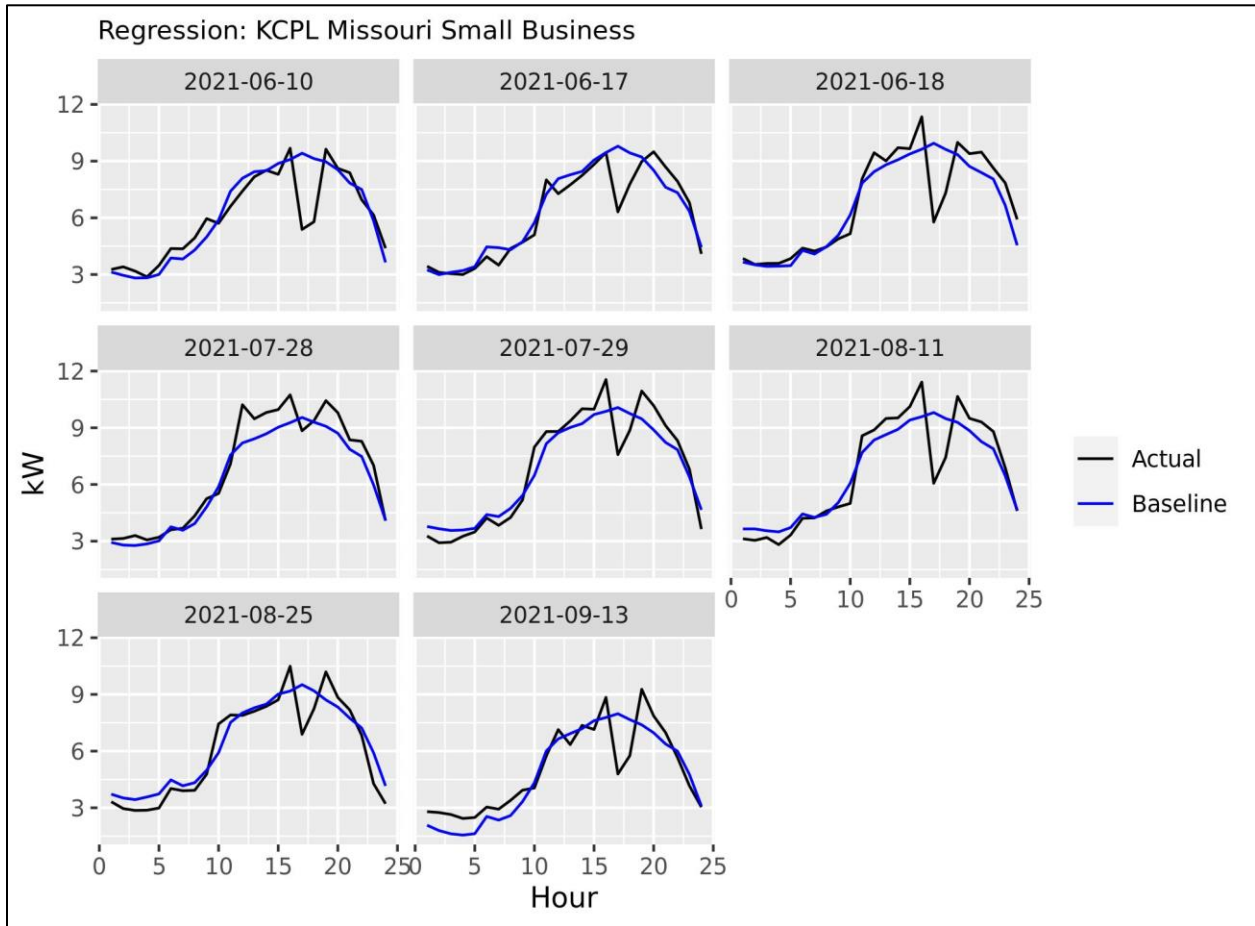 Regression: KCPL Missouri Small Business
2021-06-10 2021-06-17 2021-06-18
12
9
6
3
2021-07-28 2021-07-29 2021-08-11
12
9
6
3
0 5 10 15 20 25
2021-08-25 2021-09-13
12
9
6
3
0 5 10 15 20 25 0 5 10 15 20 25
kW
Hour
Actual
Baseline